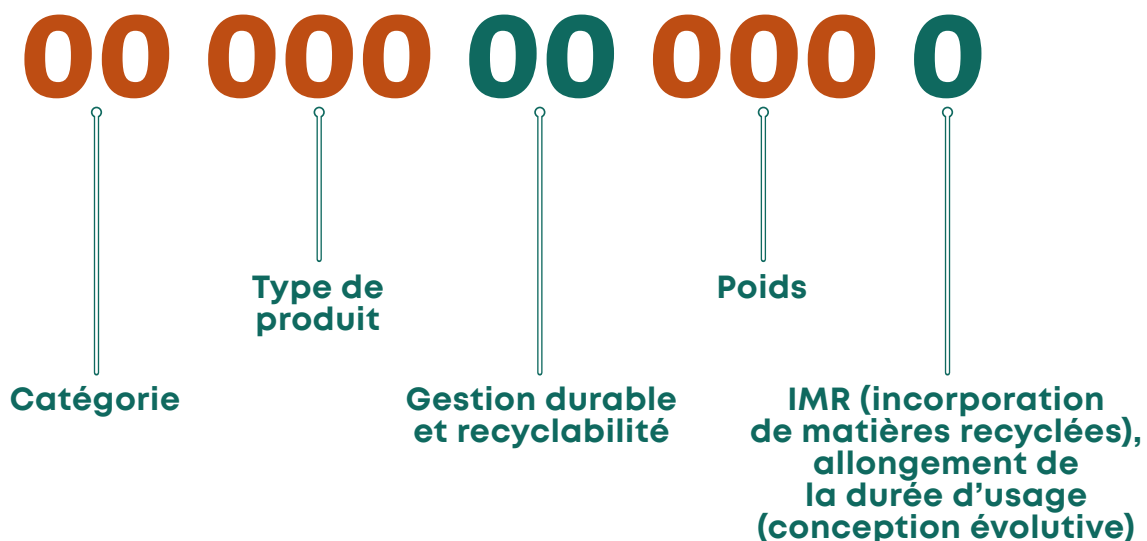 00 000 00 000 0
Type de
produit
Poids
Catégorie
Gestion durable
et recyclabilité
IMR (incorporation
de matières recyclées),
allongement de
la durée d’usage
(conception évolutive)